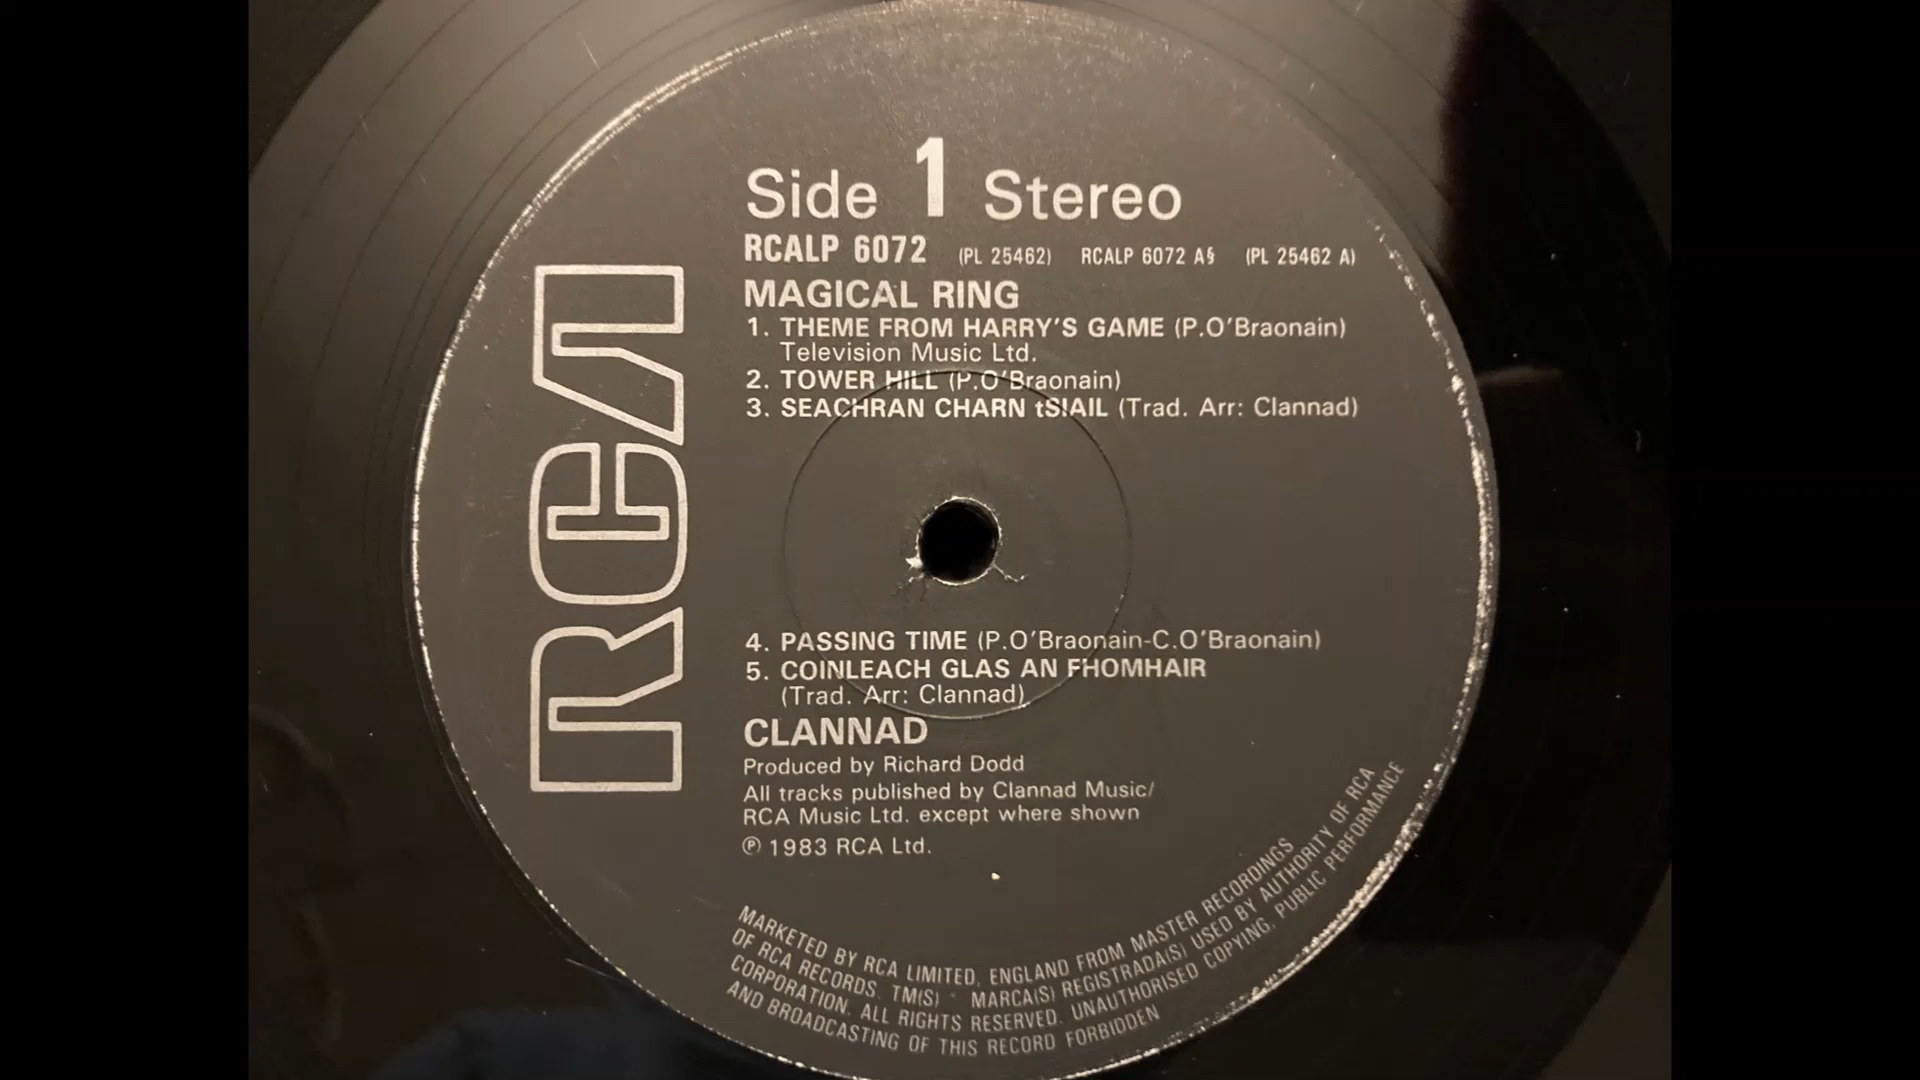 Side 1 Stereo
RCALP 6072 (PL 25462) RCALP 6072 A§ (PL 25462 A)
MAGICAL RING
1. THEME FROM HARRY'S GAME (P.O'Braonain)
Television Music Ltd.
2. TOWER HILL (P.O'Braonain)
3. SEACHRAN CHARN tSIAIL (Trad. Arr: Clannad)
RCA
4. PASSING TIME (P.O'Braonain-C.O'Braonain)
5. COINLEACH GLAS AN FHOMHAIR
(Trad. Arr: Clannad)
CLANNAD
Produced by Richard Dodd
All tracks published by Clannad Music/
RCA Music Ltd. except where shown
℗ 1983 RCA Ltd.
MARKETED BY RCA LIMITED, ENGLAND FROM MASTER RECORDINGS
OF RCA RECORDS. TM(S) • MARCA(S) REGISTRADA(S) USED BY AUTHORITY OF RCA
CORPORATION. ALL RIGHTS RESERVED. UNAUTHORISED COPYING, PUBLIC PERFORMANCE
AND BROADCASTING OF THIS RECORD FORBIDDEN